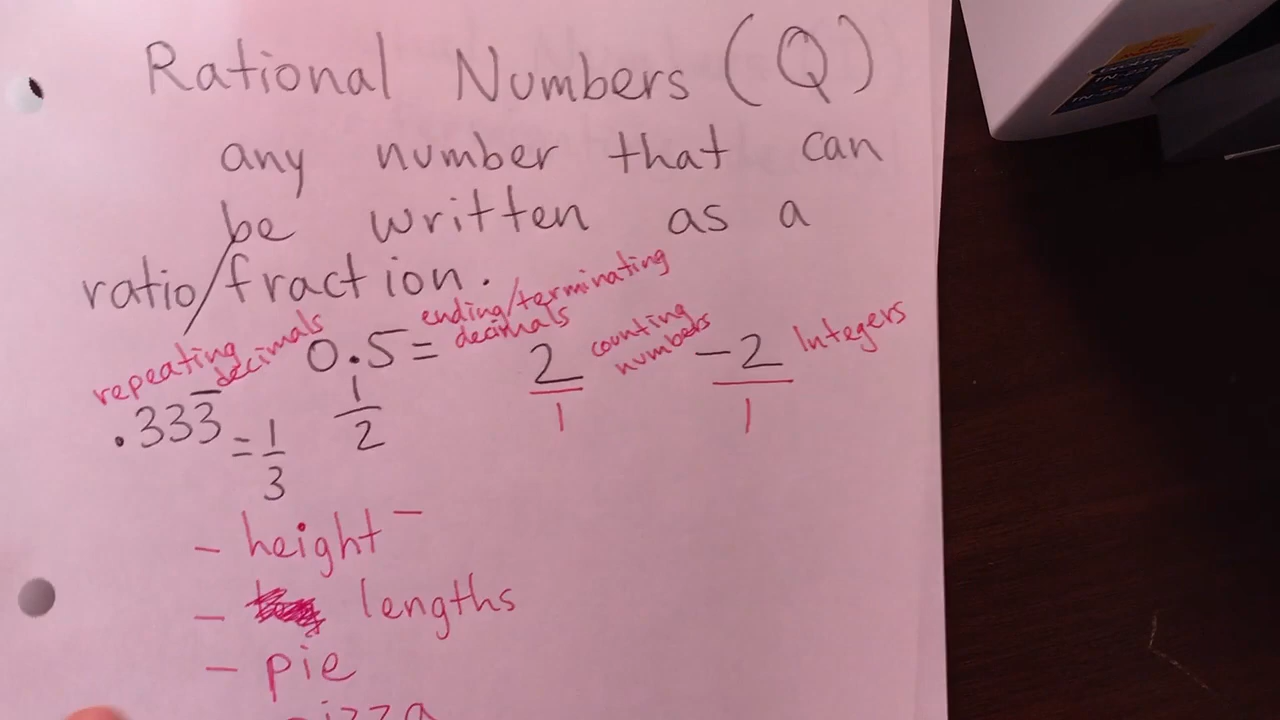 Rational Numbers (Q)
any number that can
be written as a
ratio/fraction.
repeating decimals
.333̅ = 1/3
0.5 = 1/2
ending/terminating decimals
2/1
counting numbers
-2/1
Integers
- height -
- lengths
- pie
pizza